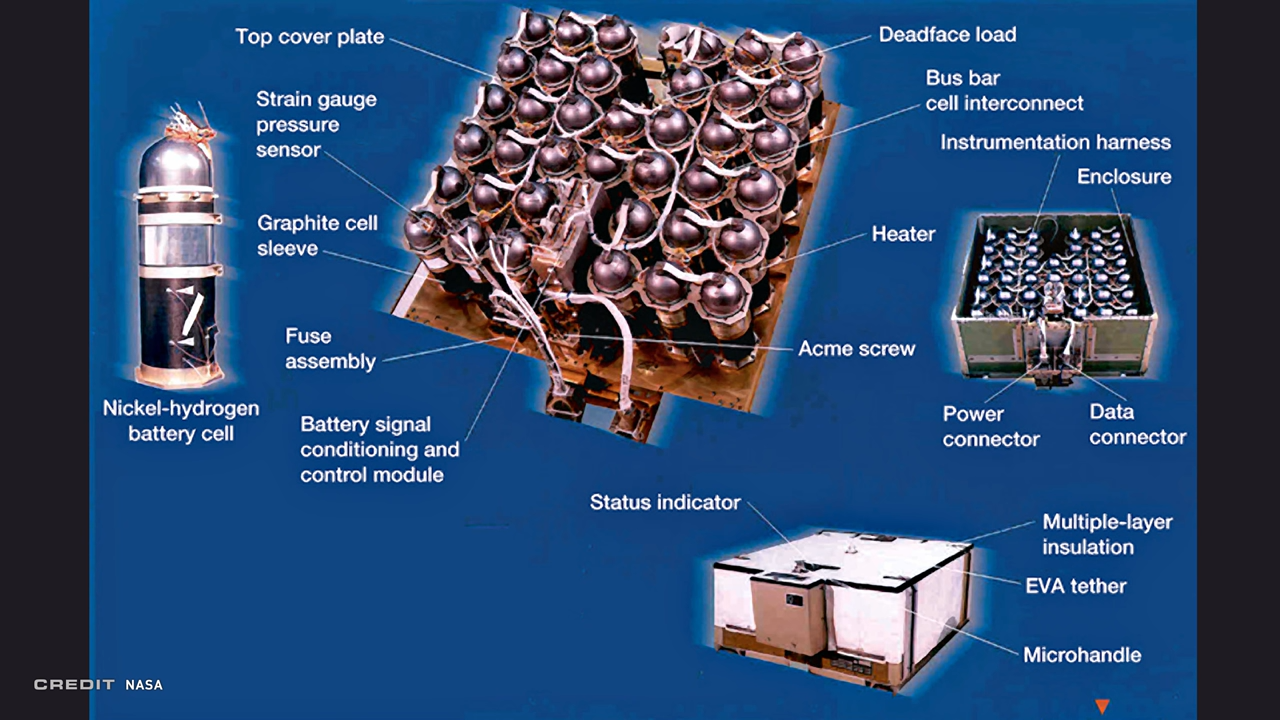 Top cover plate
Deadface load
Bus bar
cell interconnect
Strain gauge
pressure
sensor
Instrumentation harness
Enclosure
Graphite cell
sleeve
Heater
Fuse
assembly
Acme screw
Nickel-hydrogen
battery cell
Battery signal
conditioning and
control module
Power
connector
Data
connector
Status indicator
Multiple-layer
insulation
EVA tether
Microhandle
CREDIT NASA